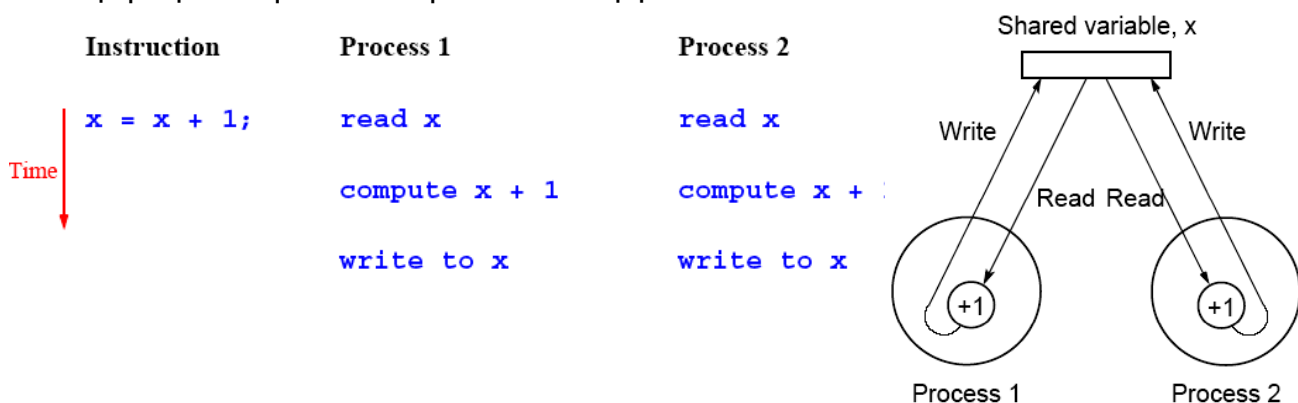 Instruction Process 1 Process 2
Time
x = x + 1; read x read x
compute x + 1 compute x +
write to x write to x
Shared variable, x
Write Write
Read Read
+1 +1
Process 1 Process 2